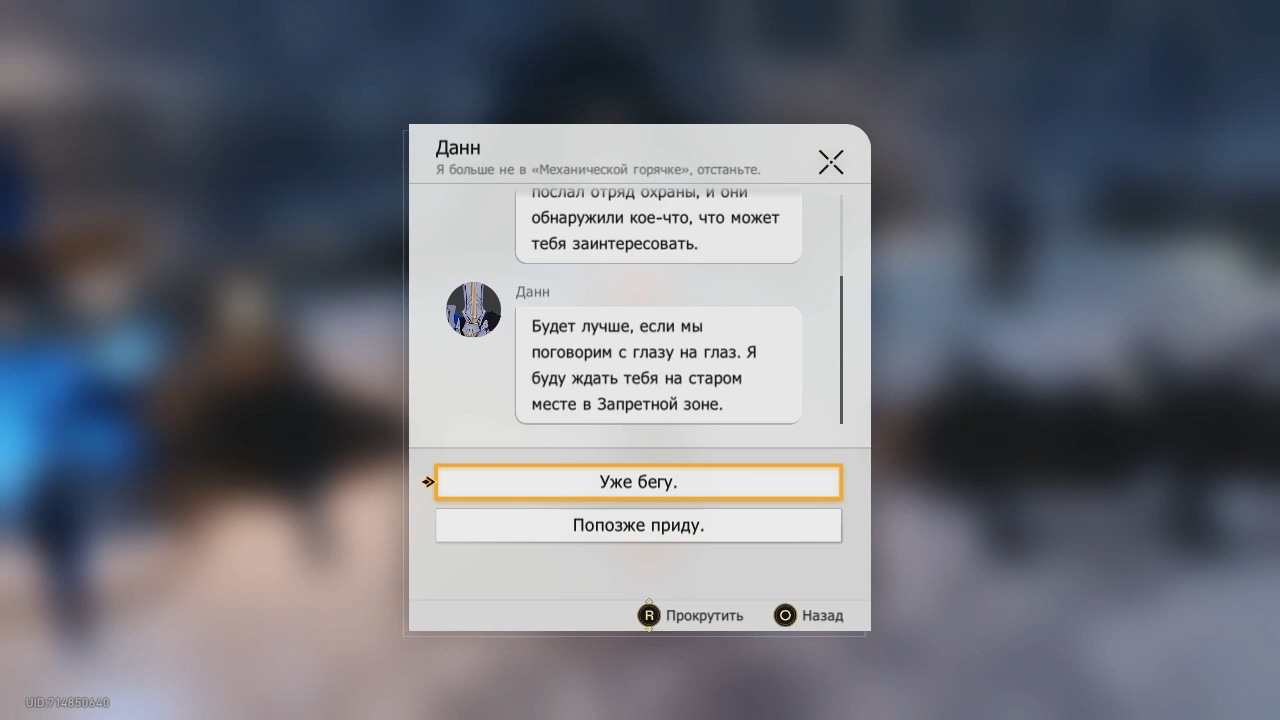 Данн
Я больше не в «Механической горячке», отстаньте.
послал отряд охраны, и они
обнаружили кое-что, что может
тебя заинтересовать.
Данн
Будет лучше, если мы
поговорим с глазу на глаз. Я
буду ждать тебя на старом
месте в Запретной зоне.
Уже бегу.
Попозже приду.
R Прокрутить
O Назад
UID:714850640